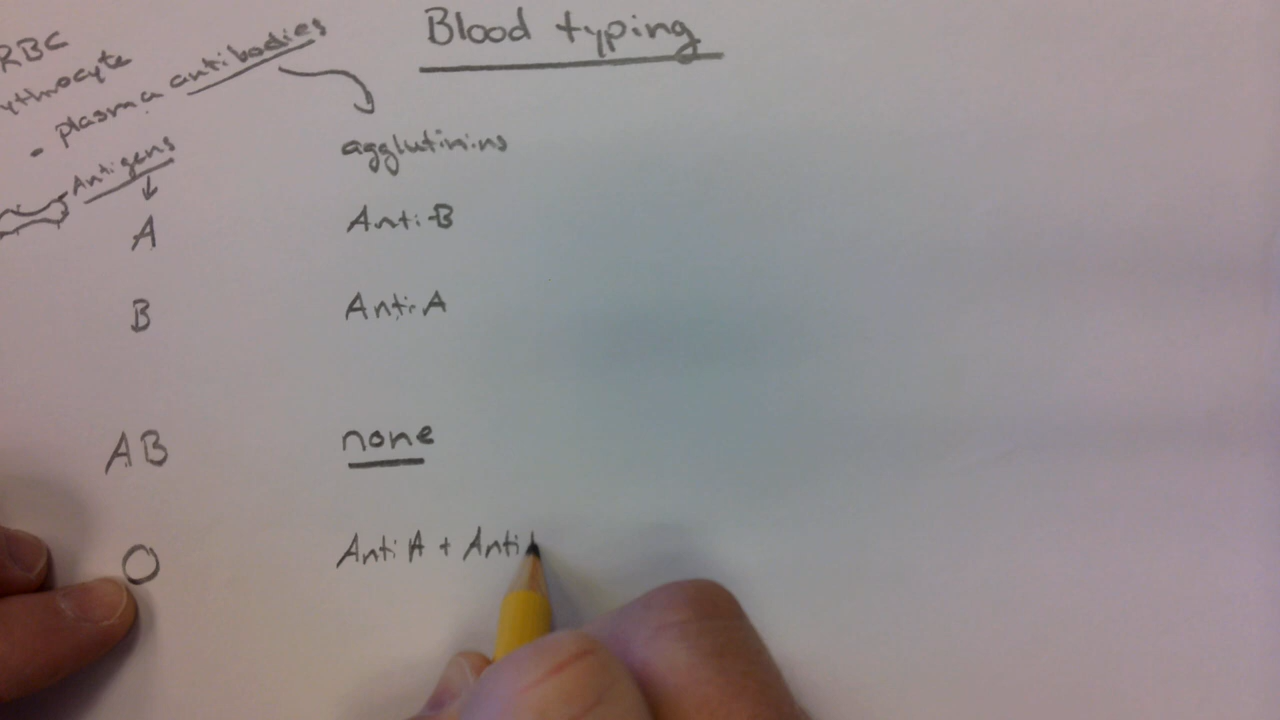 Blood typing
RBC
ythrocyte
- plasma antibodies
agglutinins
Antigens
A Anti-B
B Anti-A
AB none
O Anti A + Anti